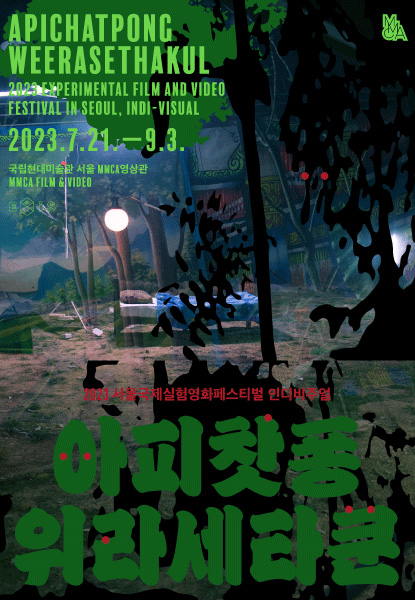 APICHATPONG
WEERASETHAKUL
2023 EXPERIMENTAL FILM AND VIDEO
FESTIVAL IN SEOUL, INDI-VISUAL
2023.7.21.—9.3.
국립현대미술관 서울 MMCA영상관
MMCA FILM & VIDEO
MMCA
2023 서울국제실험영화페스티벌 인디비주얼
아피찻퐁
위라세타쿤